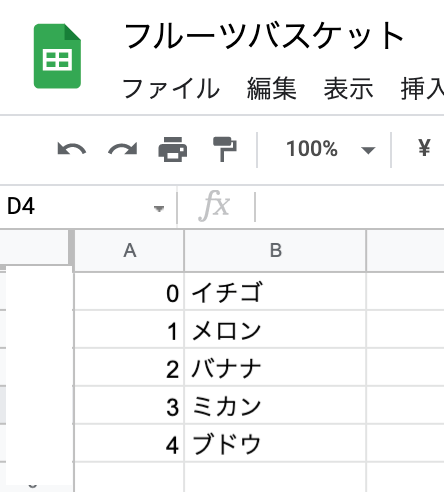 フルーツバスケット
ファイル 編集 表示 挿入
100% ¥
D4 fx
A B
0 イチゴ
1 メロン
2 バナナ
3 ミカン
4 ブドウ